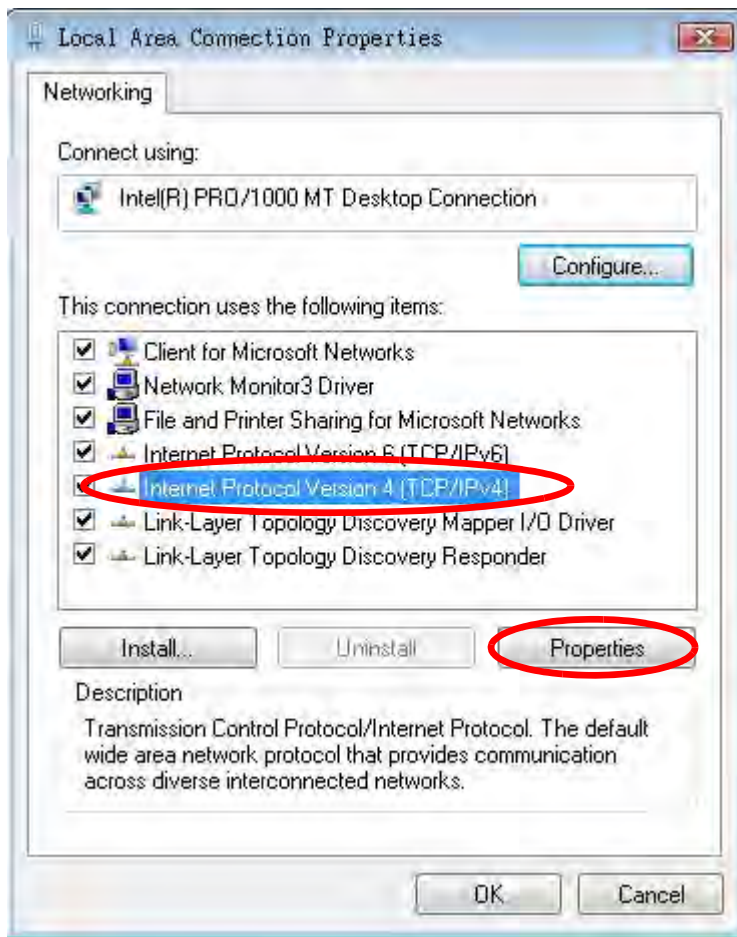 Local Area Connection Properties
Networking
Connect using:
Intel(R) PRO/1000 MT Desktop Connection
Configure...
This connection uses the following items:
Client for Microsoft Networks
Network Monitor3 Driver
File and Printer Sharing for Microsoft Networks
Internet Protocol Version 6 (TCP/IPv6)
Internet Protocol Version 4 (TCP/IPv4)
Link-Layer Topology Discovery Mapper I/O Driver
Link-Layer Topology Discovery Responder
Install... Uninstall Properties
Description
Transmission Control Protocol/Internet Protocol. The default
wide area network protocol that provides communication
across diverse interconnected networks.
OK Cancel